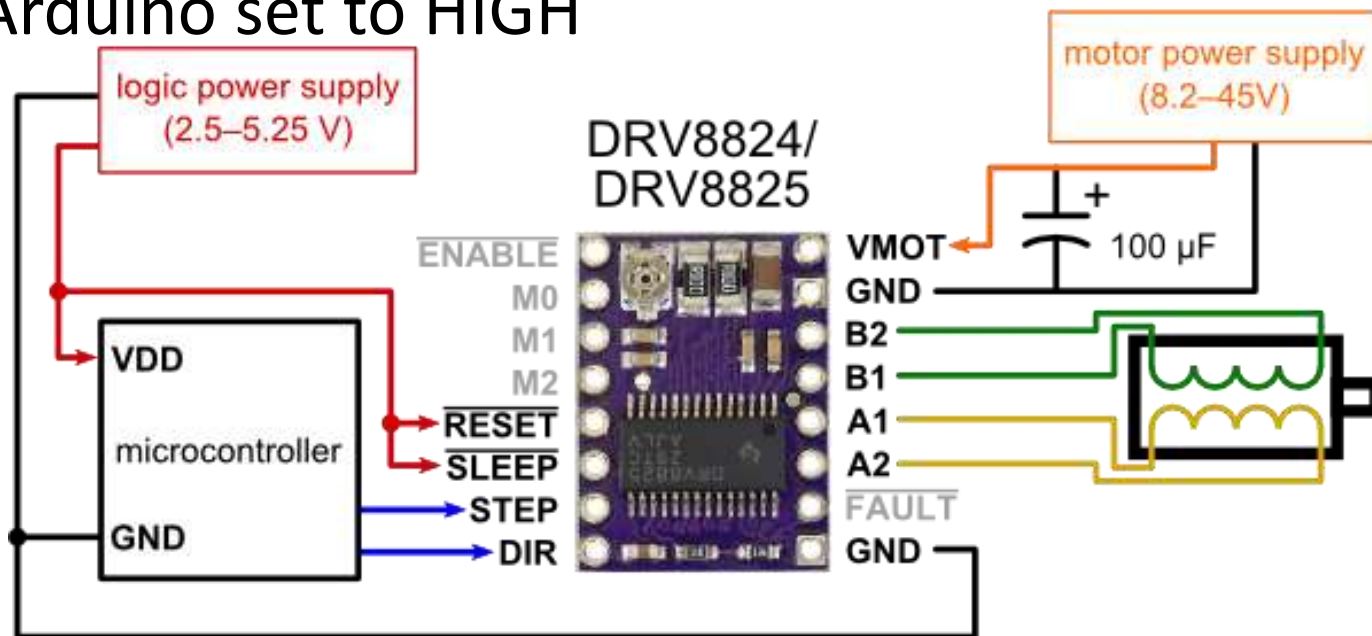 Arduino set to HIGH
logic power supply
(2.5–5.25 V)
motor power supply
(8.2–45V)
DRV8824/
DRV8825
ENABLE
M0
M1
M2
RESET
SLEEP
STEP
DIR
VMOT
GND
B2
B1
A1
A2
FAULT
GND
+
100 µF
VDD
microcontroller
GND